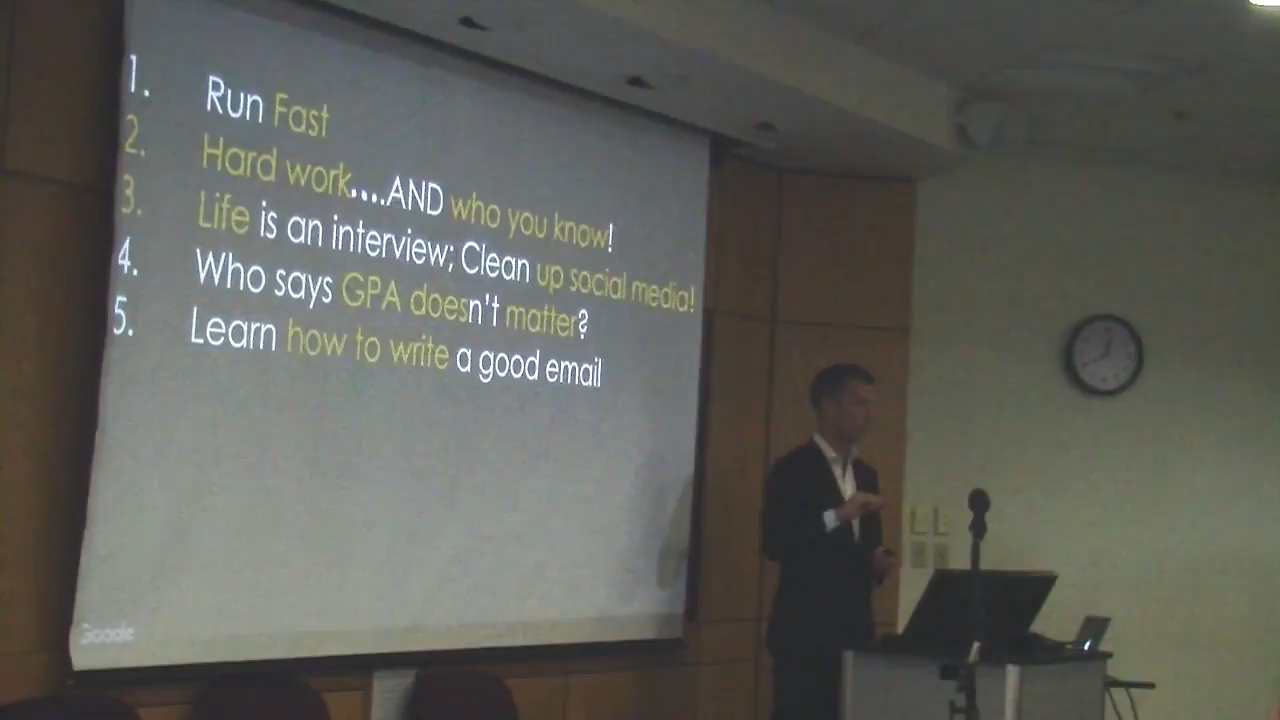 1. Run Fast
2. Hard work....AND who you know!
3. Life is an interview; Clean up social media!
4. Who says GPA doesn't matter?
5. Learn how to write a good email
Google